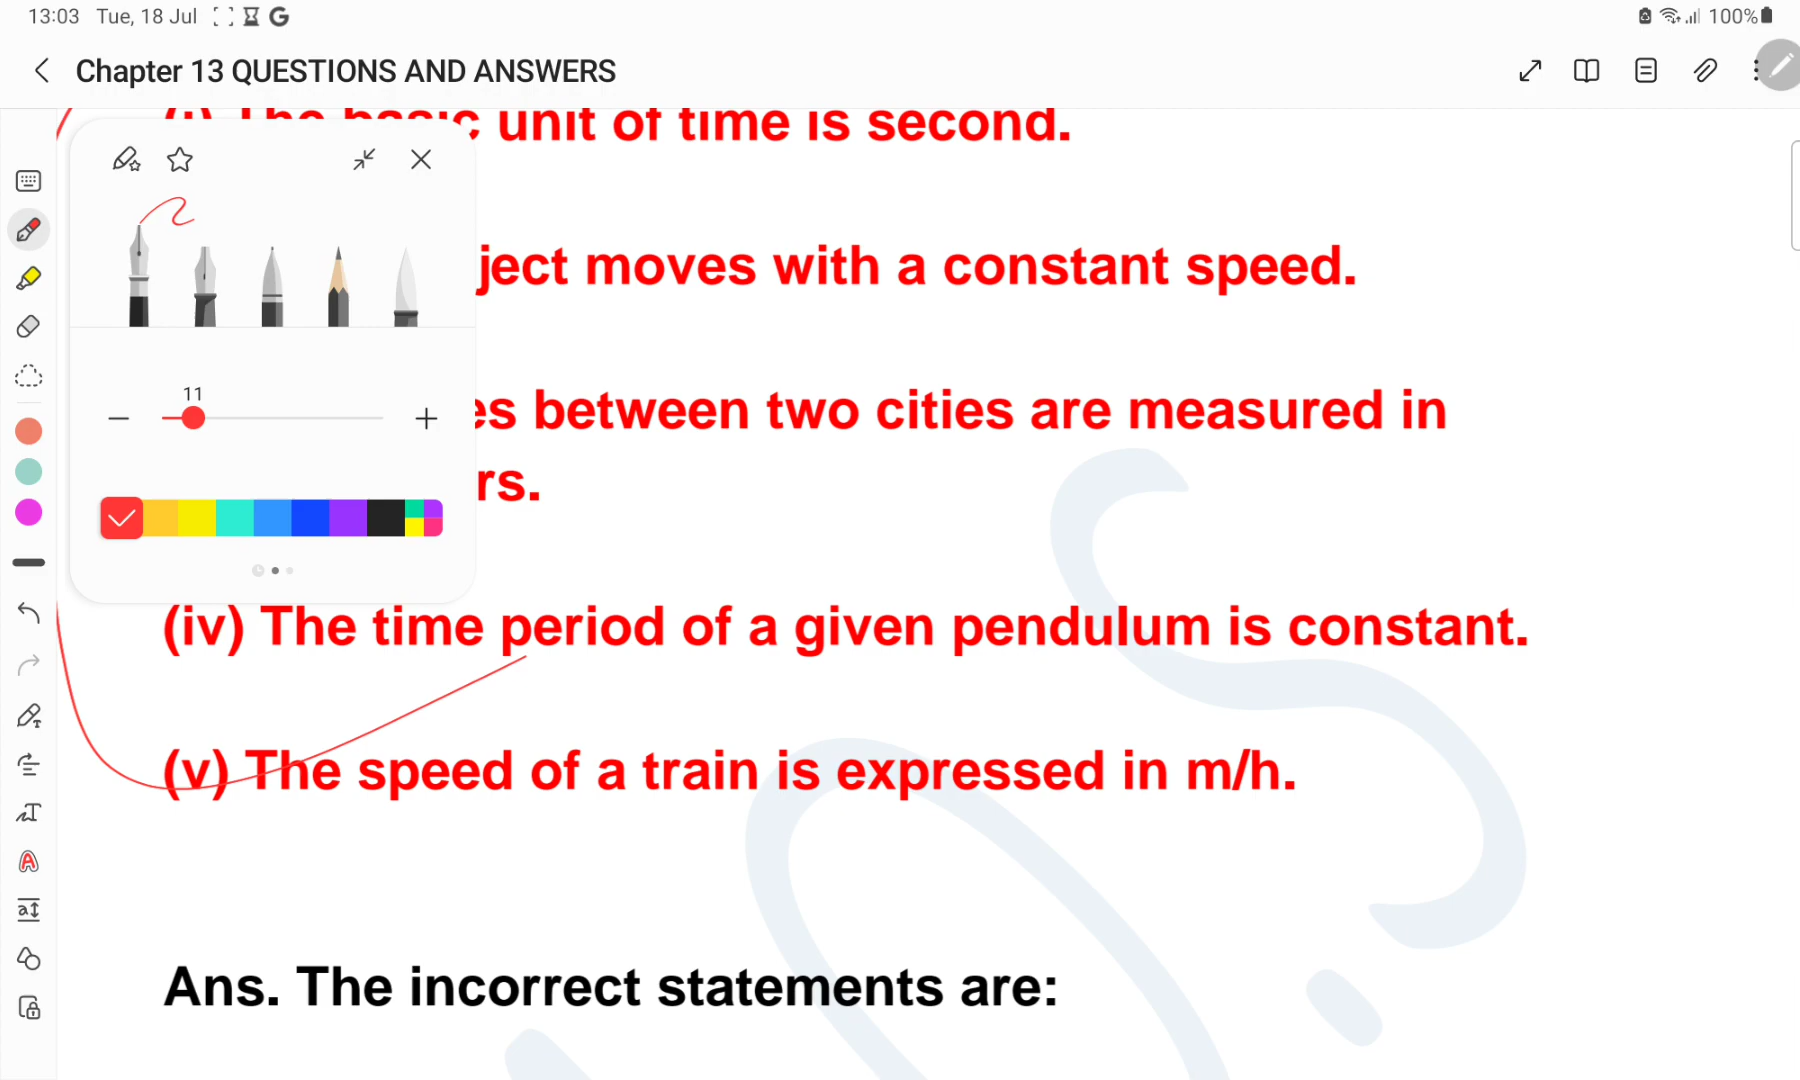 13:03 Tue, 18 Jul
100%
Chapter 13 QUESTIONS AND ANSWERS
(i) The basic unit of time is second.
ject moves with a constant speed.
11
es between two cities are measured in
rs.
(iv) The time period of a given pendulum is constant.
(v) The speed of a train is expressed in m/h.
Ans. The incorrect statements are: